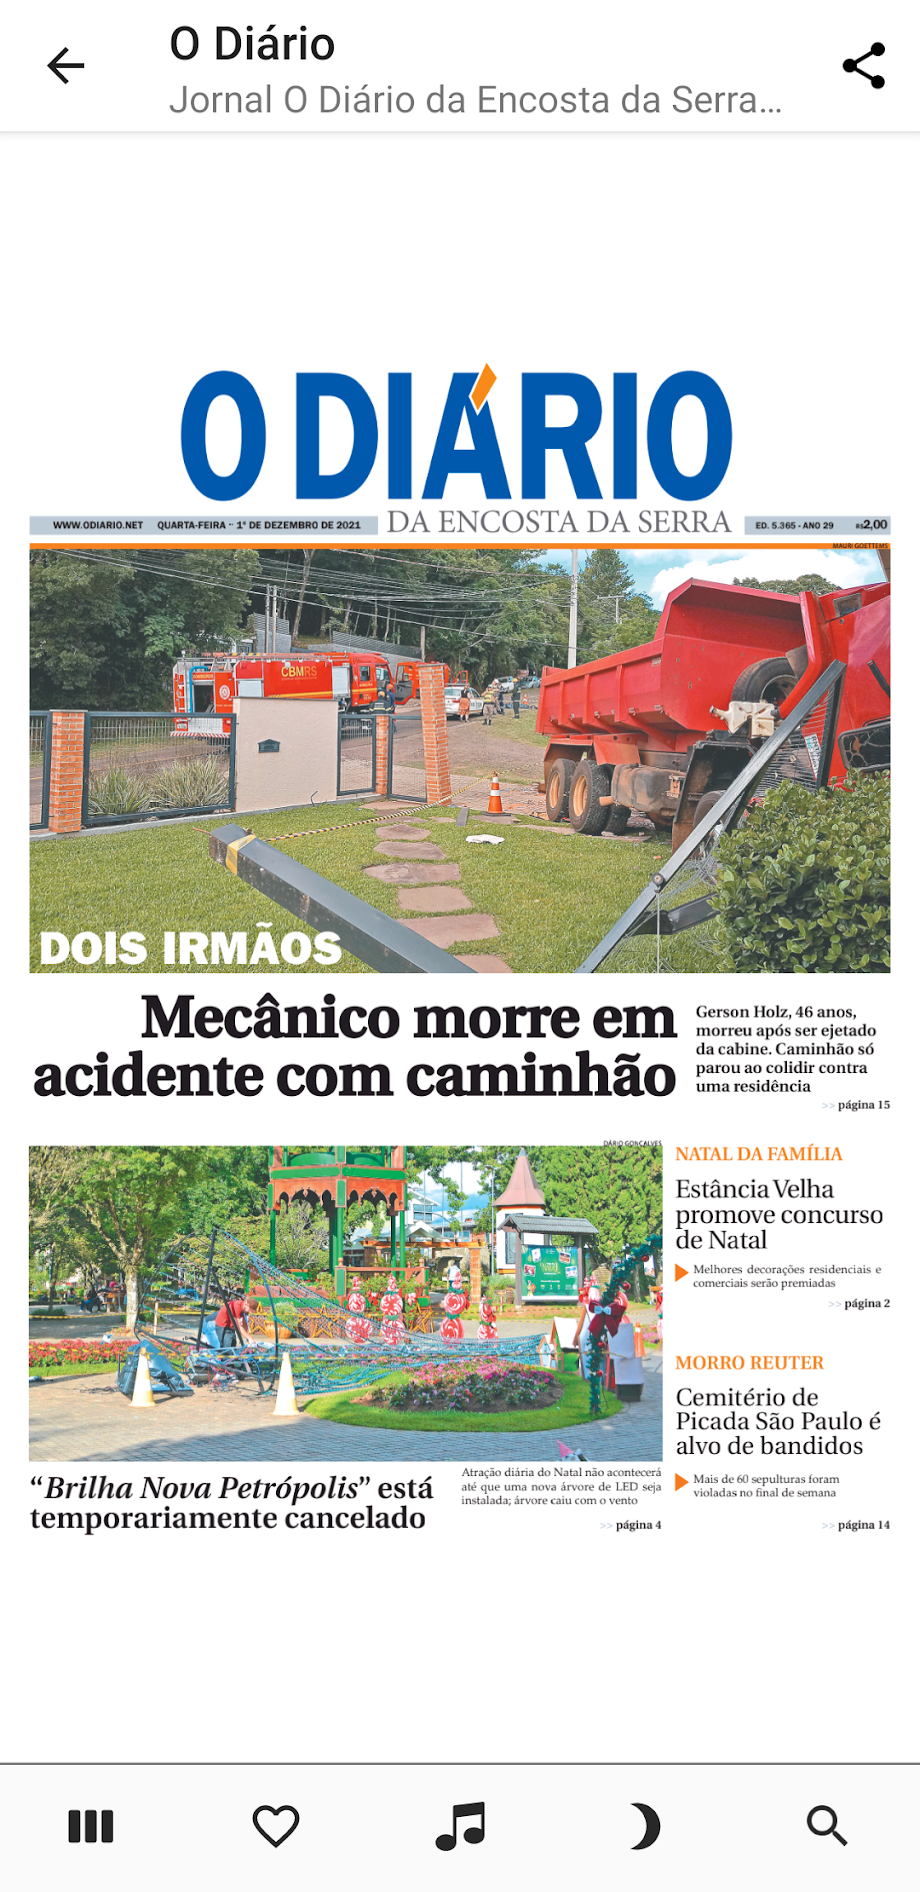 O Diário
Jornal O Diário da Encosta da Serra...
O DIÁRIO
WWW.ODIARIO.NET QUARTA-FEIRA - 1º DE DEZEMBRO DE 2021
DA ENCOSTA DA SERRA
ED. 5.365 - ANO 29 R$2,00
MAURI GOETTEMS
CBMRS
DOIS IRMÃOS
Mecânico morre em
acidente com caminhão
Gerson Holz, 46 anos,
morreu após ser ejetado
da cabine. Caminhão só
parou ao colidir contra
uma residência
>> página 15
DÁRIO GONÇALVES
NATAL DA FAMÍLIA
Estância Velha
promove concurso
de Natal
Melhores decorações residenciais e
comerciais serão premiadas
>> página 2
MORRO REUTER
Cemitério de
Picada São Paulo é
alvo de bandidos
Mais de 60 sepulturas foram
violadas no final de semana
>> página 14
“Brilha Nova Petrópolis” está
temporariamente cancelado
Atração diária do Natal não acontecerá
até que uma nova árvore de LED seja
instalada; árvore caiu com o vento
>> página 4